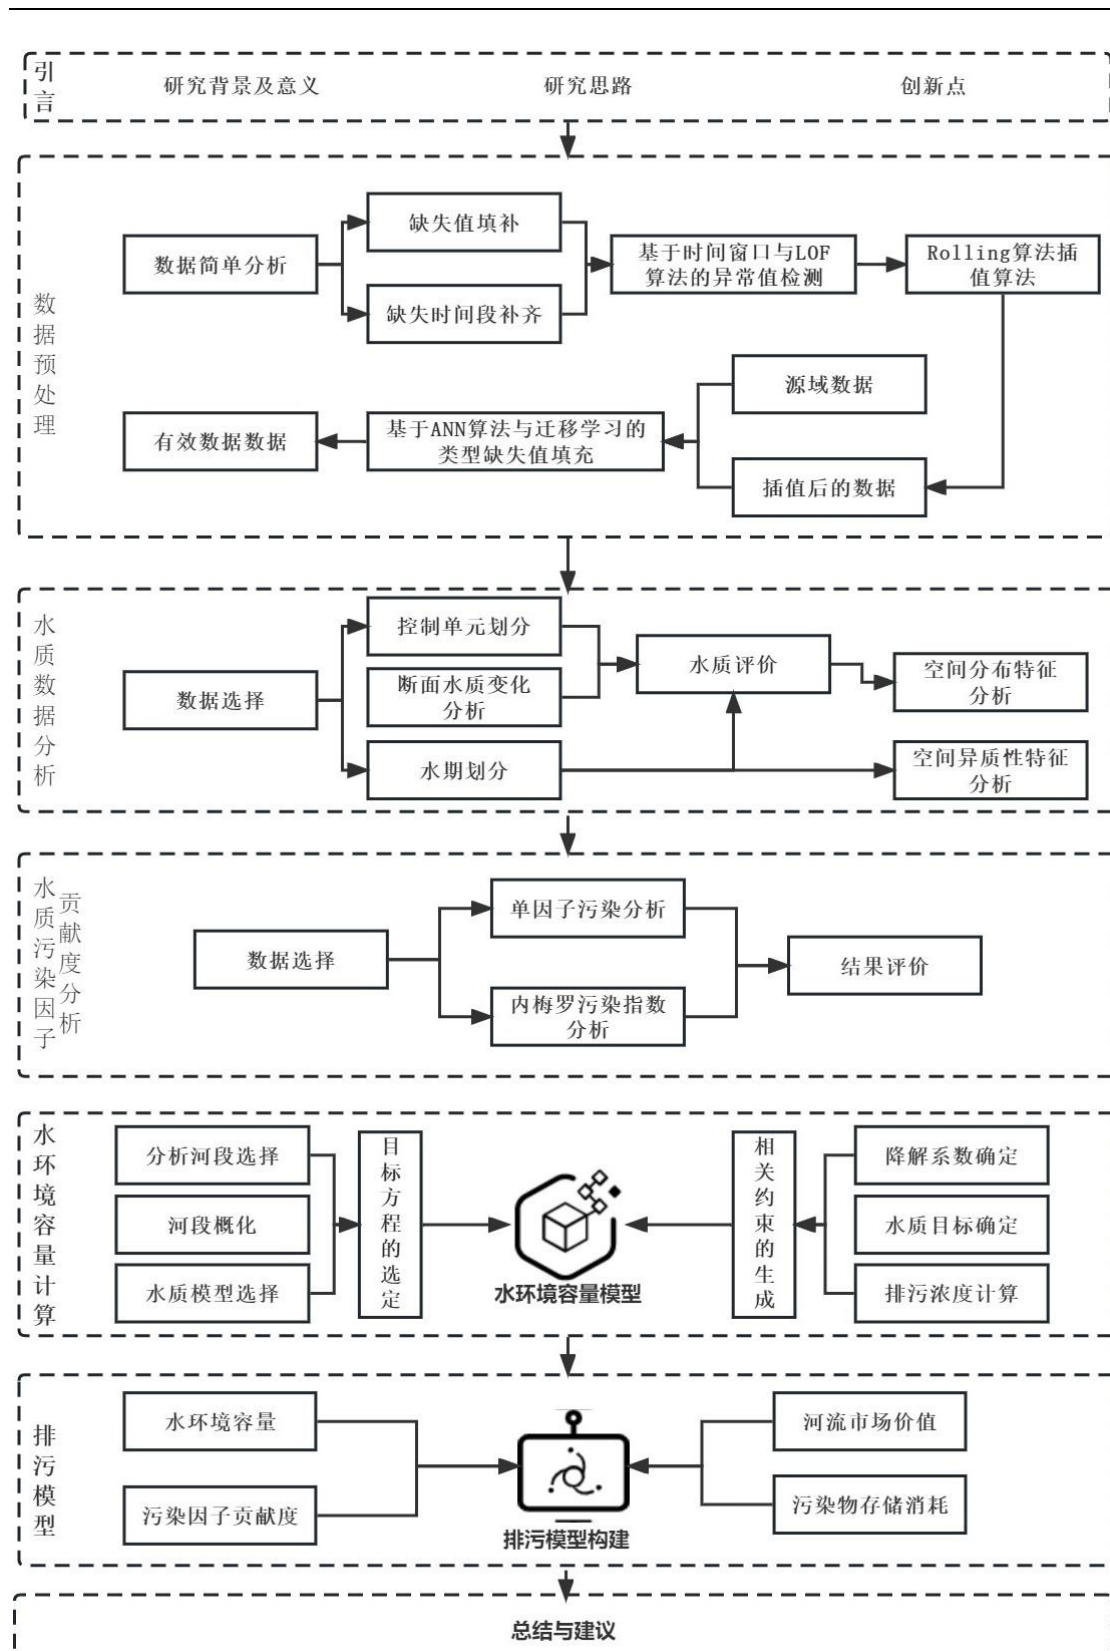 引言
研究背景及意义
研究思路
创新点
数据预处理
数据简单分析
缺失值填补
缺失时间段补齐
基于时间窗口与LOF
算法的异常值检测
Rolling算法插
值算法
源域数据
插值后的数据
基于ANN算法与迁移学习的
类型缺失值填充
有效数据数据
水质数据分析
数据选择
控制单元划分
断面水质变化
分析
水期划分
水质评价
空间分布特征
分析
空间异质性特征
分析
水质污染因子
贡献度分析
数据选择
单因子污染分析
内梅罗污染指数
分析
结果评价
水环境容量计算
分析河段选择
河段概化
水质模型选择
目标方程的选定
水环境容量模型
相关约束的生成
降解系数确定
水质目标确定
排污浓度计算
排污模型
水环境容量
污染因子贡献度
排污模型构建
河流市场价值
污染物存储消耗
总结与建议